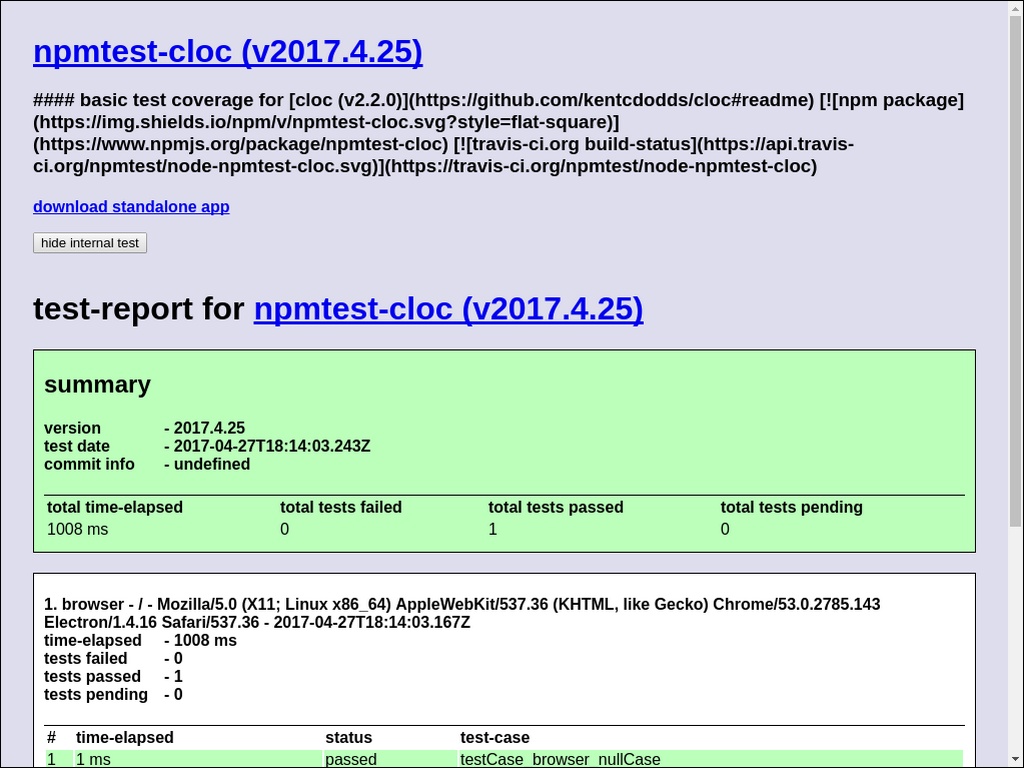 npmtest-cloc (v2017.4.25)
#### basic test coverage for [cloc (v2.2.0)](https://github.com/kentcdodds/cloc#readme) [![npm package]
(https://img.shields.io/npm/v/npmtest-cloc.svg?style=flat-square)]
(https://www.npmjs.org/package/npmtest-cloc) [![travis-ci.org build-status](https://api.travis-
ci.org/npmtest/node-npmtest-cloc.svg)](https://travis-ci.org/npmtest/node-npmtest-cloc)
download standalone app
hide internal test
test-report for npmtest-cloc (v2017.4.25)
summary
version - 2017.4.25
test date - 2017-04-27T18:14:03.243Z
commit info - undefined
total time-elapsed total tests failed total tests passed total tests pending
1008 ms 0 1 0
1. browser - / - Mozilla/5.0 (X11; Linux x86_64) AppleWebKit/537.36 (KHTML, like Gecko) Chrome/53.0.2785.143
Electron/1.4.16 Safari/537.36 - 2017-04-27T18:14:03.167Z
time-elapsed - 1008 ms
tests failed - 0
tests passed - 1
tests pending - 0
# time-elapsed status test-case
1 1 ms passed testCase_browser_nullCase